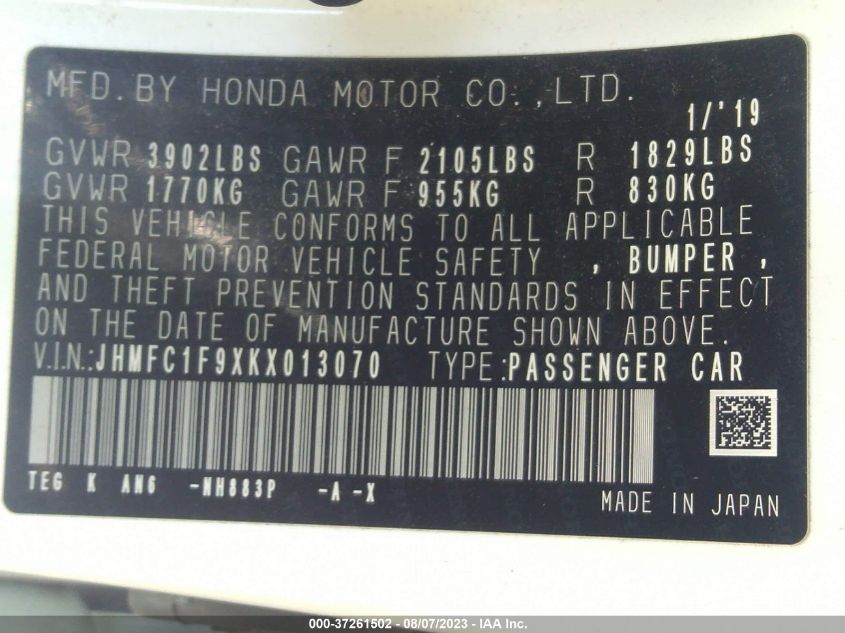 MFD. BY HONDA MOTOR CO., LTD.
1/'19
GVWR 3902LBS GAWR F 2105LBS R 1829LBS
GVWR 1770KG GAWR F 955KG R 830KG
THIS VEHICLE CONFORMS TO ALL APPLICABLE
FEDERAL MOTOR VEHICLE SAFETY , BUMPER ,
AND THEFT PREVENTION STANDARDS IN EFFECT
ON THE DATE OF MANUFACTURE SHOWN ABOVE.
V.I.N.:JHMFC1F9XKX013070 TYPE:PASSENGER CAR
TEG K AN6 -NH883P -A -X
MADE IN JAPAN
000-37261502 - 08/07/2023 - IAA Inc.